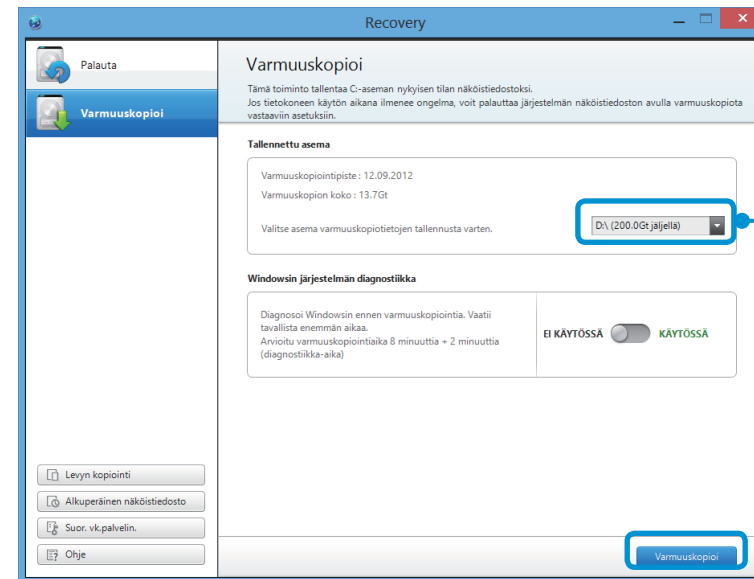 Recovery
Palauta
Varmuuskopioi
Levyn kopiointi
Alkuperäinen näköistiedosto
Suor. vk.palvelin.
Ohje
Varmuuskopioi
Tämä toiminto tallentaa C:-aseman nykyisen tilan näköistiedostoksi.
Jos tietokoneen käytön aikana ilmenee ongelma, voit palauttaa järjestelmän näköistiedoston avulla varmuuskopiota
vastaaviin asetuksiin.
Tallennettu asema
Varmuuskopiointipiste : 12.09.2012
Varmuuskopion koko : 13.7Gt
Valitse asema varmuuskopiotietojen tallennusta varten.
D:\ (200.0Gt jäljellä)
Windowsin järjestelmän diagnostiikka
Diagnosoi Windowsin ennen varmuuskopiointia. Vaatii
tavallista enemmän aikaa.
Arvioitu varmuuskopiointiaika 8 minuuttia + 2 minuuttia
(diagnostiikka-aika)
EI KÄYTÖSSÄ KÄYTÖSSÄ
Varmuuskopioi